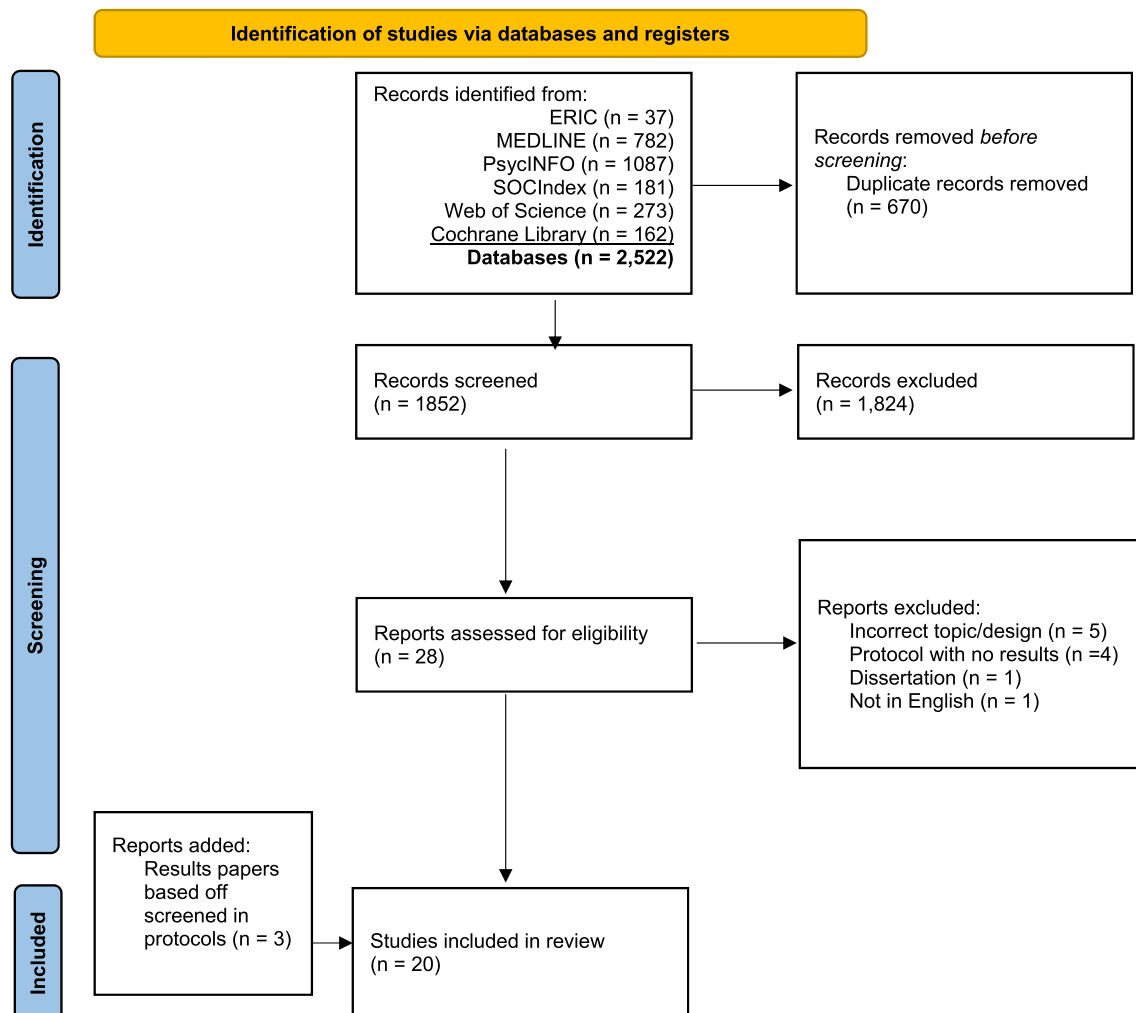 Identification of studies via databases and registers
Identification
Records identified from:
ERIC (n = 37)
MEDLINE (n = 782)
PsycINFO (n = 1087)
SOCIndex (n = 181)
Web of Science (n = 273)
Cochrane Library (n = 162)
Databases (n = 2,522)
Records removed before
screening:
Duplicate records removed
(n = 670)
Screening
Records screened
(n = 1852)
Records excluded
(n = 1,824)
Reports assessed for eligibility
(n = 28)
Reports excluded:
Incorrect topic/design (n = 5)
Protocol with no results (n =4)
Dissertation (n = 1)
Not in English (n = 1)
Included
Reports added:
Results papers
based off
screened in
protocols (n = 3)
Studies included in review
(n = 20)